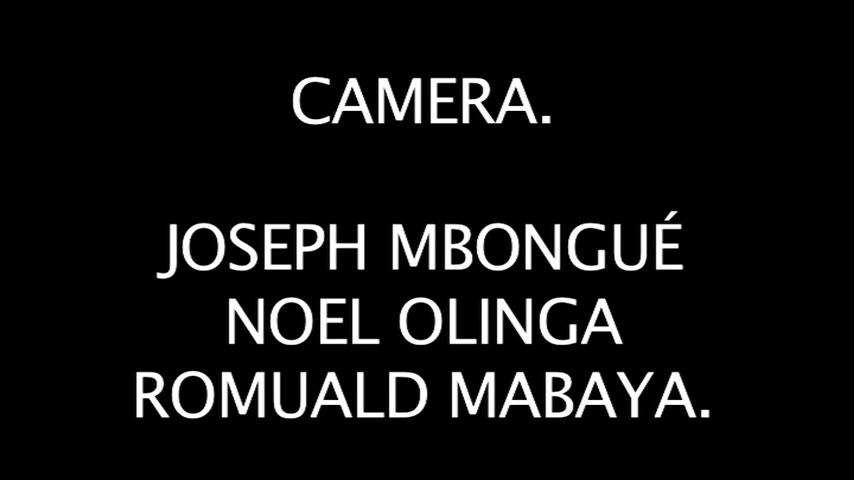 CAMERA.
JOSEPH MBONGUÉ
NOEL OLINGA
ROMUALD MABAYA.